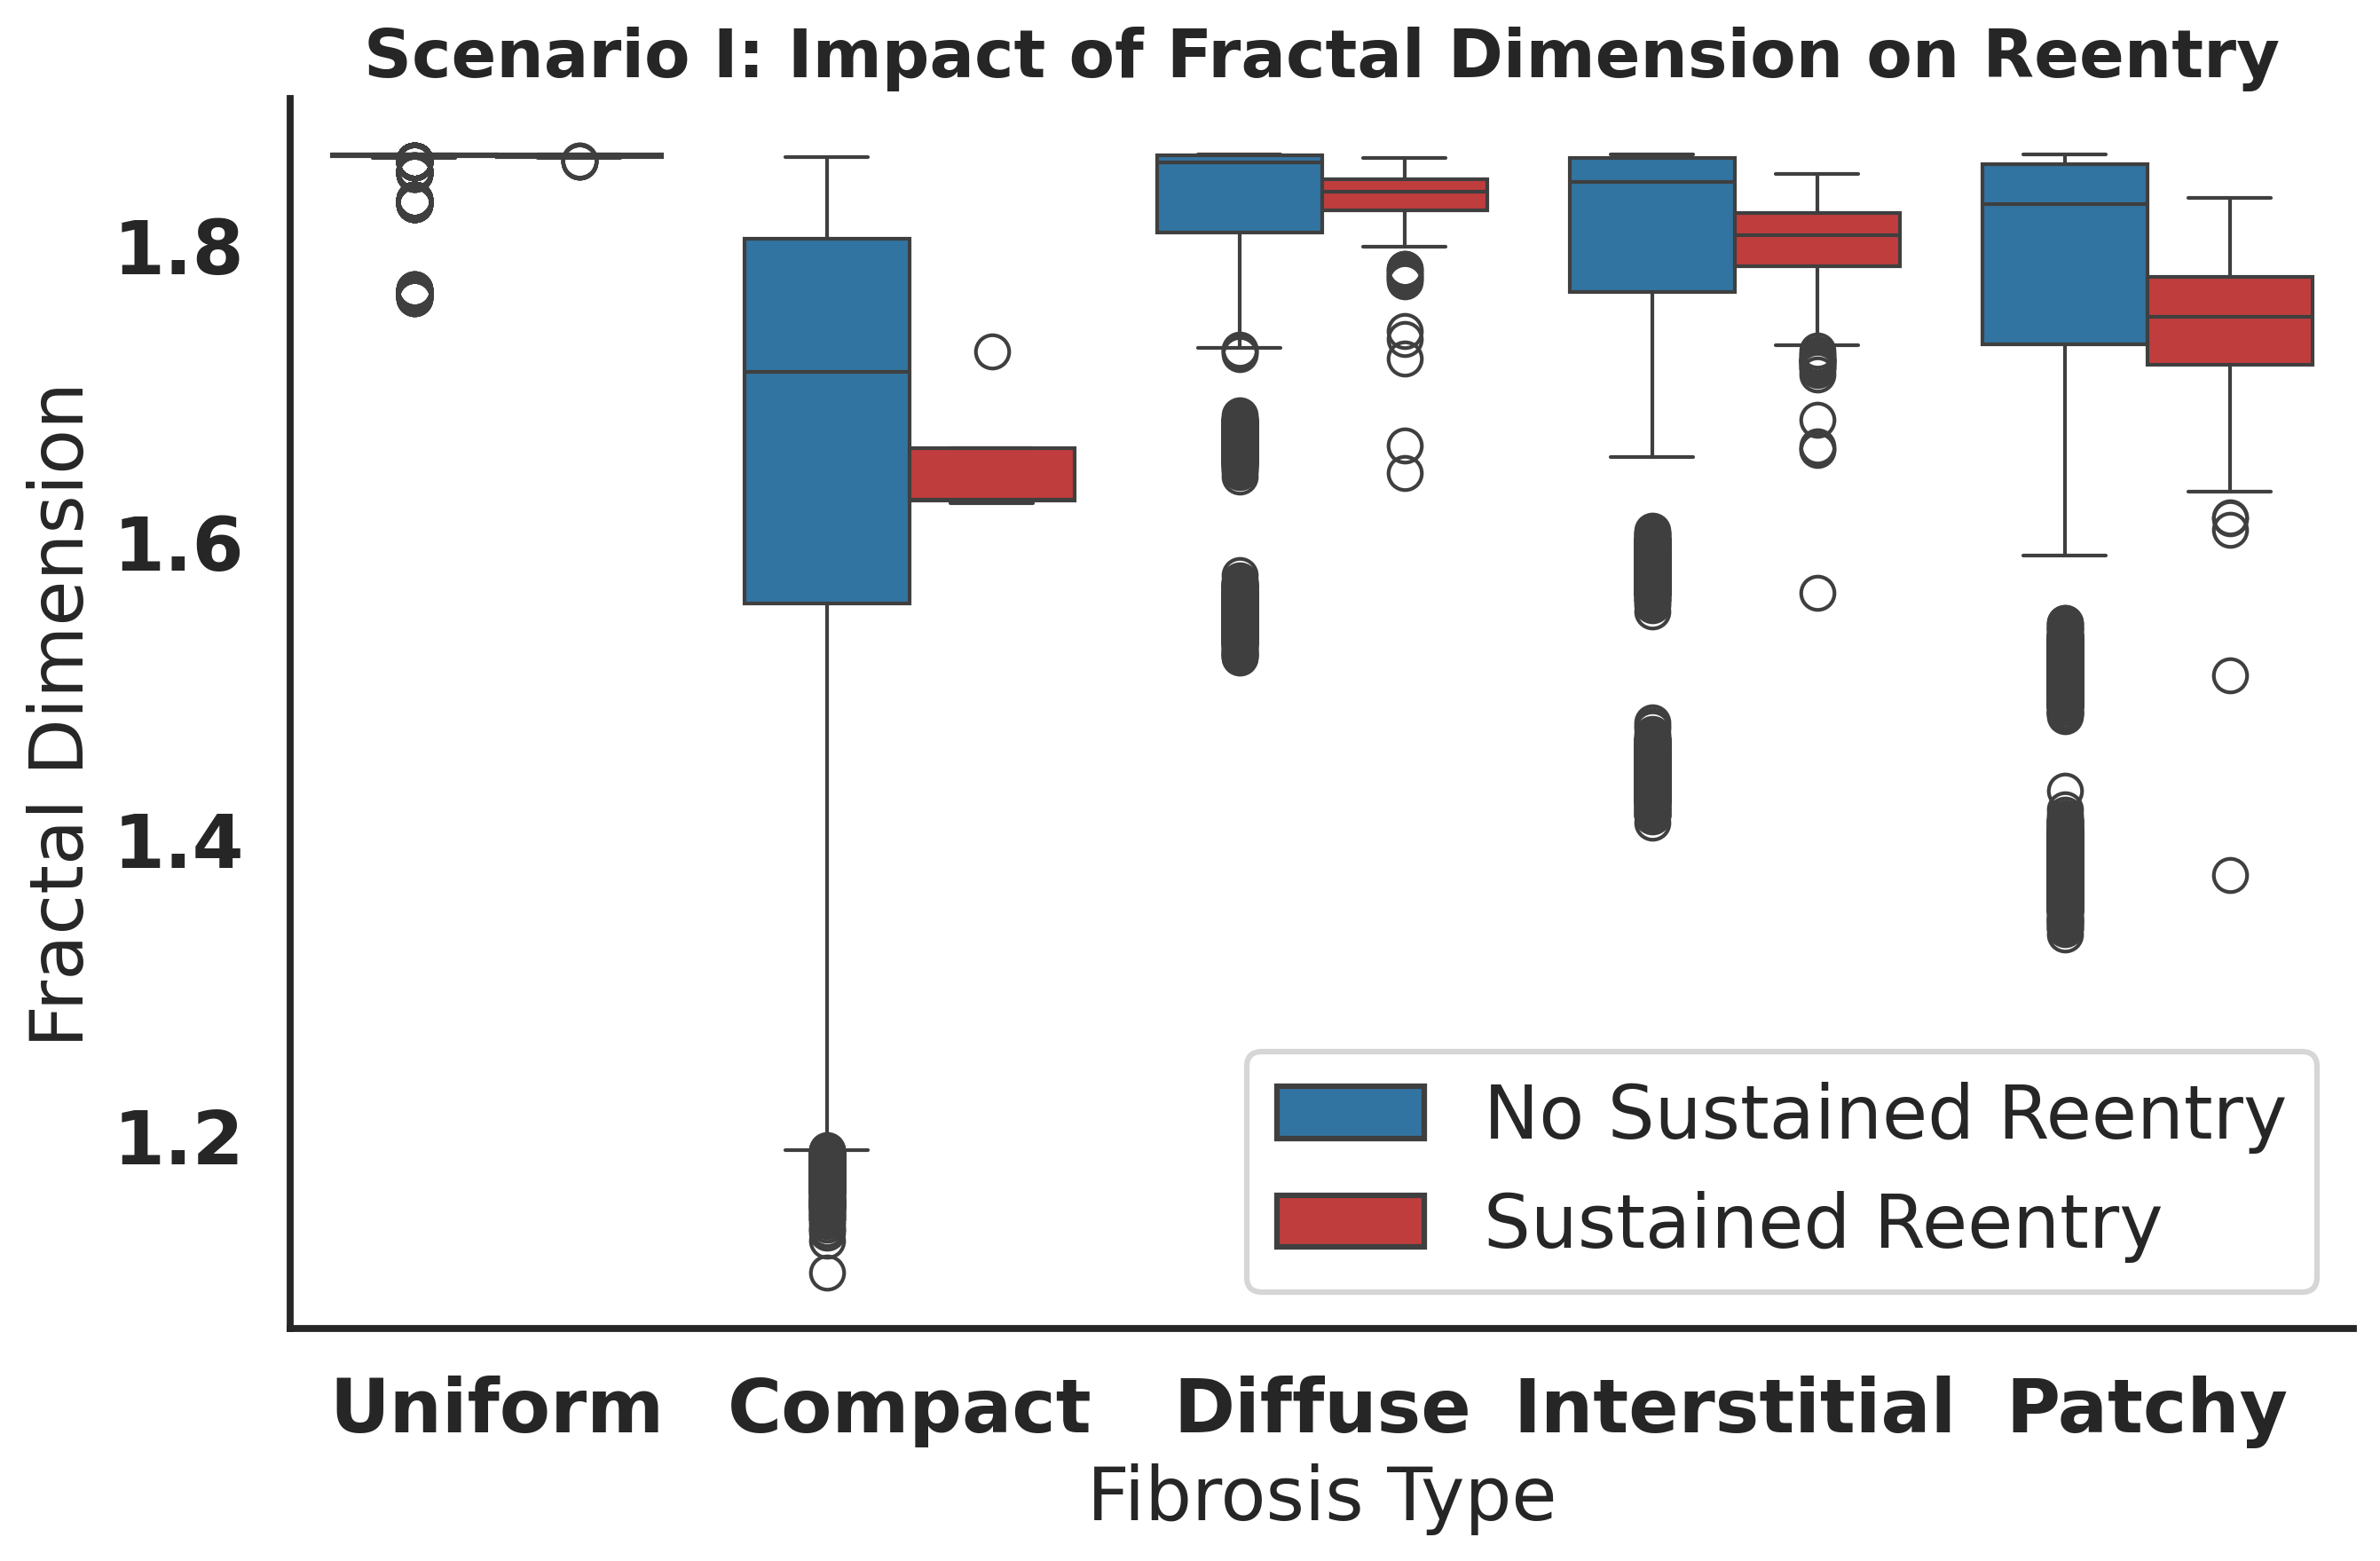 Scenario I: Impact of Fractal Dimension on Reentry
Fractal Dimension
1.8
1.6
1.4
1.2
No Sustained Reentry
Sustained Reentry
Uniform Compact Diffuse Interstitial Patchy
Fibrosis Type